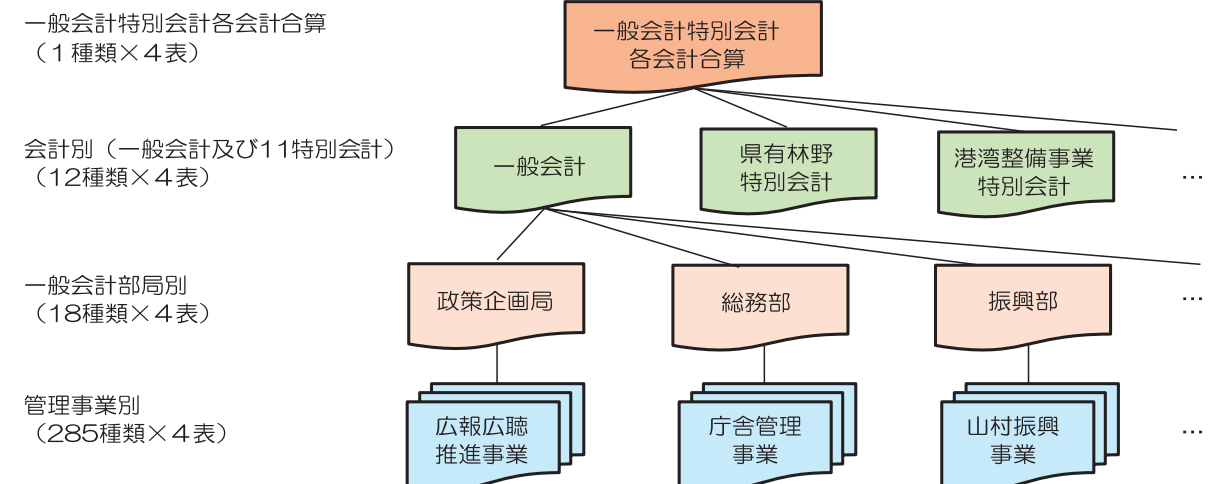 一般会計特別会計各会計合算
（１種類×４表）
一般会計特別会計
各会計合算
会計別（一般会計及び11特別会計）
（12種類×４表）
一般会計
県有林野
特別会計
港湾整備事業
特別会計
…
一般会計部局別
（18種類×４表）
政策企画局
総務部
振興部
…
管理事業別
（285種類×４表）
広報広聴
推進事業
庁舎管理
事業
山村振興
事業
…